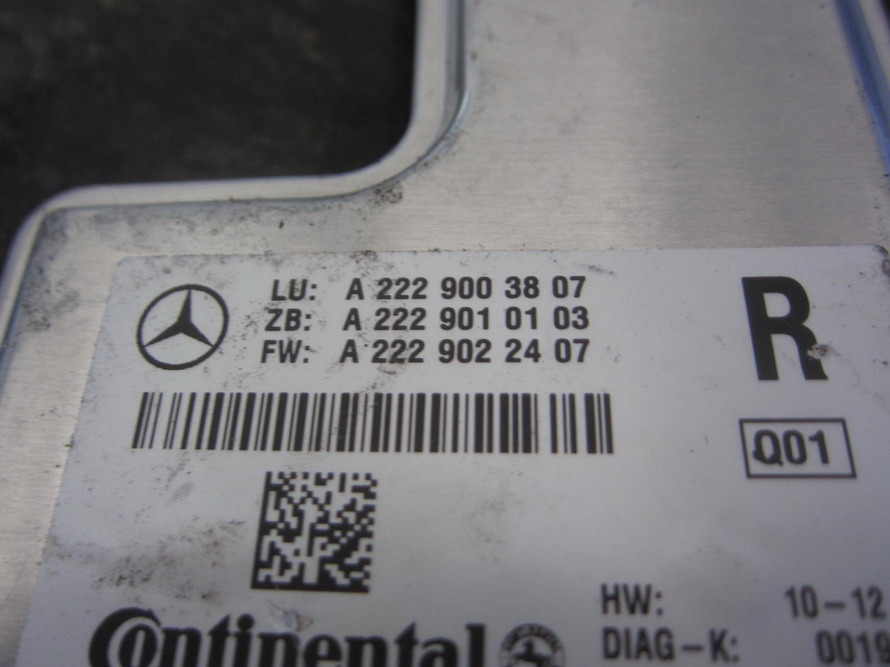 LU: A 222 900 38 07
ZB: A 222 901 01 03
FW: A 222 902 24 07
R
Q01
Continental
HW: 10-12
DIAG-K: 0019